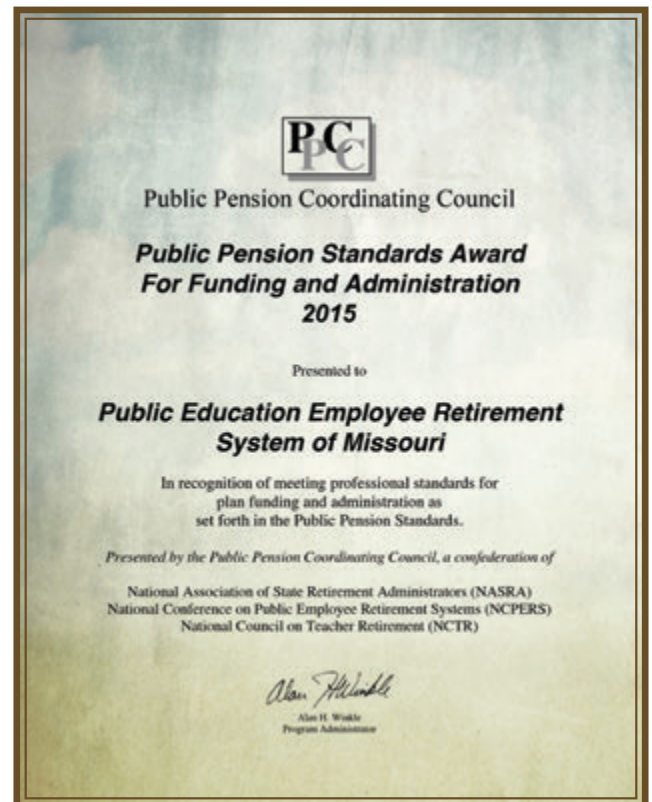 PPCC
Public Pension Coordinating Council
Public Pension Standards Award
For Funding and Administration
2015
Presented to
Public Education Employee Retirement
System of Missouri
In recognition of meeting professional standards for
plan funding and administration as
set forth in the Public Pension Standards.
Presented by the Public Pension Coordinating Council, a confederation of
National Association of State Retirement Administrators (NASRA)
National Conference on Public Employee Retirement Systems (NCPERS)
National Council on Teacher Retirement (NCTR)
Alan H. Winkle
Alan H. Winkle
Program Administrator